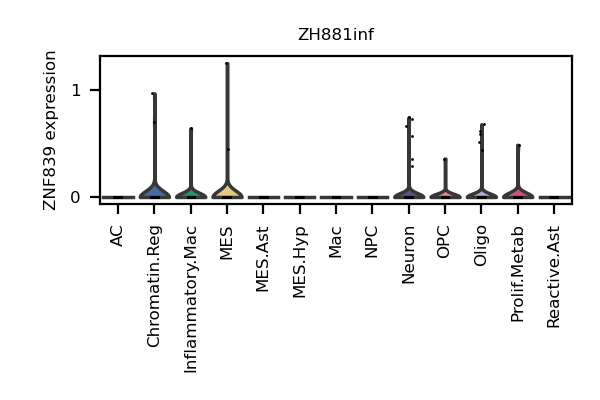 ZH881inf
ZNF839 expression
1
0
AC
Chromatin.Reg
Inflammatory.Mac
MES
MES.Ast
MES.Hyp
Mac
NPC
Neuron
OPC
Oligo
Prolif.Metab
Reactive.Ast